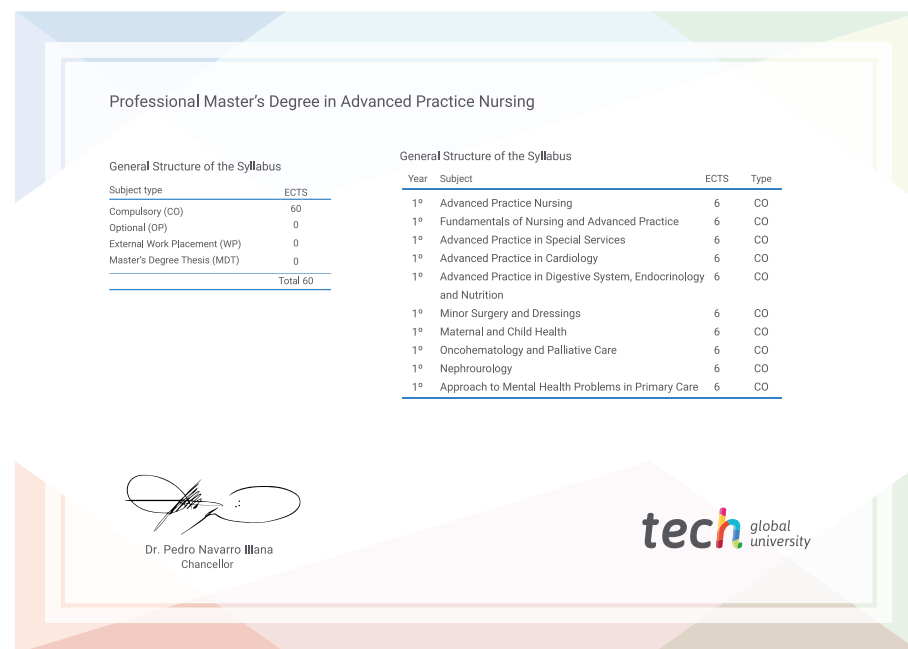 Professional Master's Degree in Advanced Practice Nursing
General Structure of the Syllabus
Subject type ECTS
Compulsory (CO) 60
Optional (OP) 0
External Work Placement (WP) 0
Master's Degree Thesis (MDT) 0
Total 60
General Structure of the Syllabus
Year Subject ECTS Type
1º Advanced Practice Nursing 6 CO
1º Fundamentals of Nursing and Advanced Practice 6 CO
1º Advanced Practice in Special Services 6 CO
1º Advanced Practice in Cardiology 6 CO
1º Advanced Practice in Digestive System, Endocrinology 6 CO
and Nutrition
1º Minor Surgery and Dressings 6 CO
1º Maternal and Child Health 6 CO
1º Oncohematology and Palliative Care 6 CO
1º Nephrourology 6 CO
1º Approach to Mental Health Problems in Primary Care 6 CO
Dr. Pedro Navarro Illana
Chancellor
tech global
university